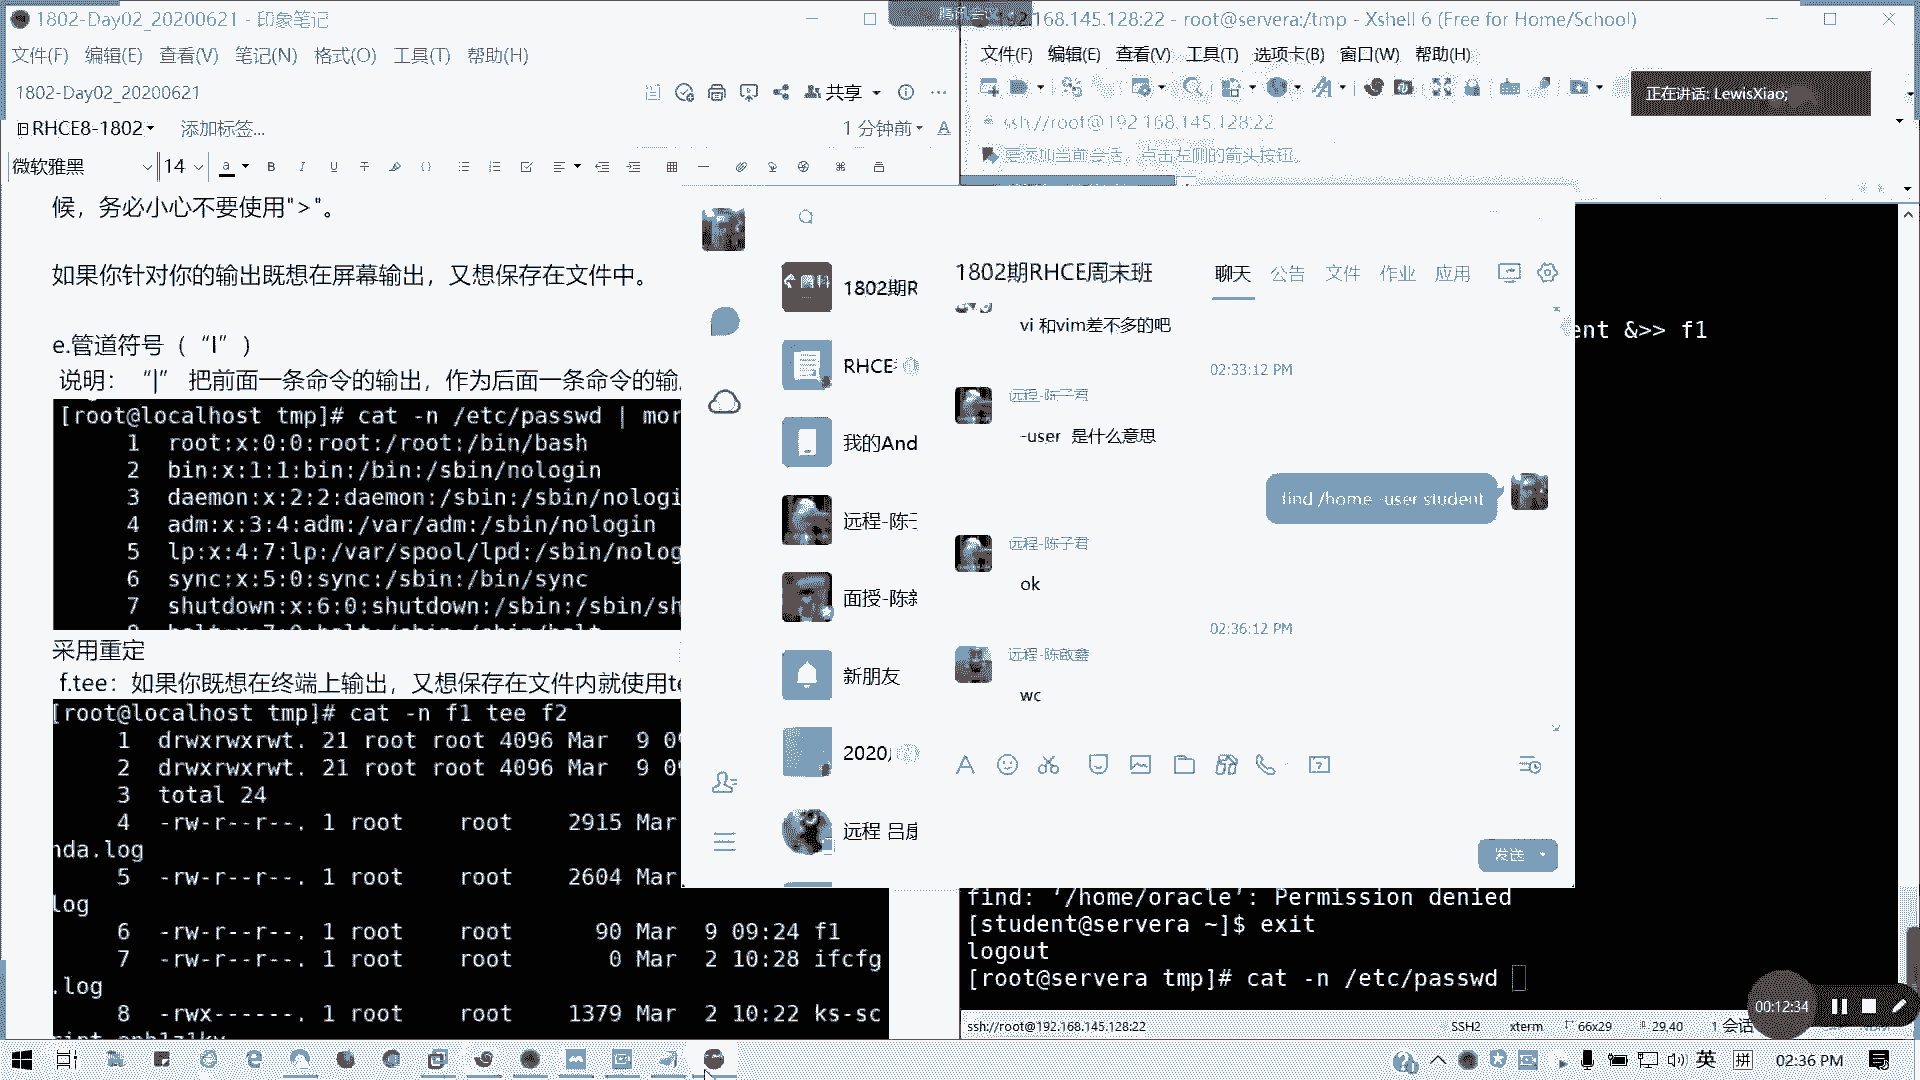 1802-Day02_20200621 - 印象笔记
文件(F) 编辑(E) 查看(V) 笔记(N) 格式(O) 工具(T) 帮助(H)
1802-Day02_20200621
共享
RHCE8-1802
添加标签...
1 分钟前
微软雅黑
14
候，务必小心不要使用">"。
如果你针对你的输出既想在屏幕输出，又想保存在文件中。
e.管道符号（“|”）
说明：“|” 把前面一条命令的输出，作为后面一条命令的输
[root@localhost tmp]# cat -n /etc/passwd | mor
1 root:x:0:0:root:/root:/bin/bash
2 bin:x:1:1:bin:/bin:/sbin/nologin
3 daemon:x:2:2:daemon:/sbin:/sbin/nologi
4 adm:x:3:4:adm:/var/adm:/sbin/nologin
5 lp:x:4:7:lp:/var/spool/lpd:/sbin/nolog
6 sync:x:5:0:sync:/sbin:/bin/sync
7 shutdown:x:6:0:shutdown:/sbin:/sbin/sh
采用重定
f.tee：如果你既想在终端上输出，又想保存在文件内就使用te
[root@localhost tmp]# cat -n f1 tee f2
1 drwxrwxrwt. 21 root root 4096 Mar 9 0
2 drwxrwxrwt. 21 root root 4096 Mar 9 0
3 total 24
4 -rw-r--r--. 1 root root 2915 Mar
nda.log
5 -rw-r--r--. 1 root root 2604 Mar
log
6 -rw-r--r--. 1 root root 90 Mar 9 09:24 f1
7 -rw-r--r--. 1 root root 0 Mar 2 10:28 ifcfg
.log
8 -rwx------. 1 root root 1379 Mar 2 10:22 ks-sc
腾讯会议
192.168.145.128:22 - root@servera:/tmp - Xshell 6 (Free for Home/School)
文件(F) 编辑(E) 查看(V) 工具(T) 选项卡(B) 窗口(W) 帮助(H)
正在讲话: LewisXiao;
ssh://root@192.168.145.128:22
要添加当前会话，点击左侧的箭头按钮。
ent &>> f1
1802期R
RHCE
我的And
远程-陈子
面授-陈新
新朋友
2020
远程 吕
1802期RHCE周末班
聊天 公告 文件 作业 应用
vi 和vim差不多的吧
02:33:12 PM
远程-陈子君
-user 是什么意思
find /home -user student
远程-陈子君
ok
02:36:12 PM
远程-陈啟鑫
wc
发送
find: ‘/home/oracle’: Permission denied
[student@servera ~]$ exit
logout
[root@servera tmp]# cat -n /etc/passwd
00:12:34
ssh://root@192.168.145.128:22
SSH2
xterm
66x29
29,40
1 会话
英
拼
02:36 PM